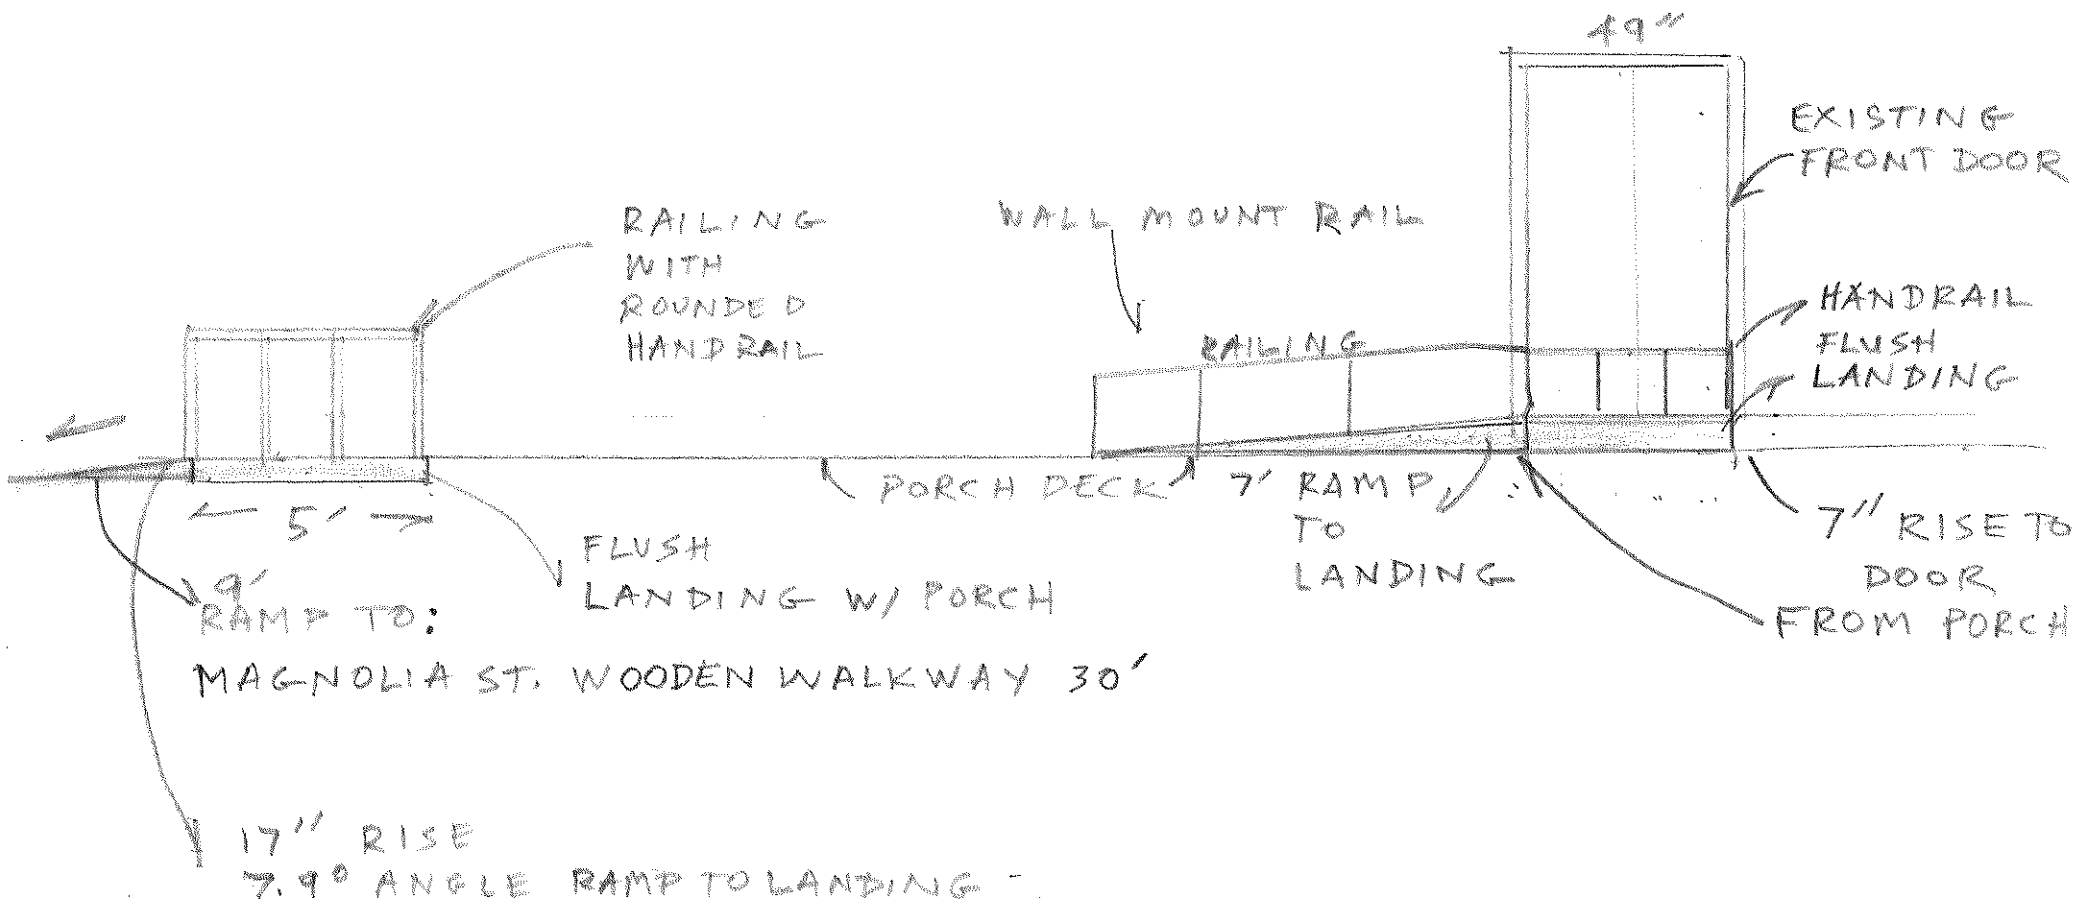 49"
EXISTING
FRONT DOOR
RAILING
WITH
ROUNDED
HANDRAIL
WALL MOUNT RAIL
HANDRAIL
FLUSH
LANDING
RAILING
PORCH DECK
7' RAMP
TO
LANDING
7" RISE TO
DOOR
FROM PORCH
5'
FLUSH
LANDING W/ PORCH
9'
RAMP TO:
MAGNOLIA ST. WOODEN WALKWAY 30'
17" RISE
7.9° ANGLE RAMP TO LANDING